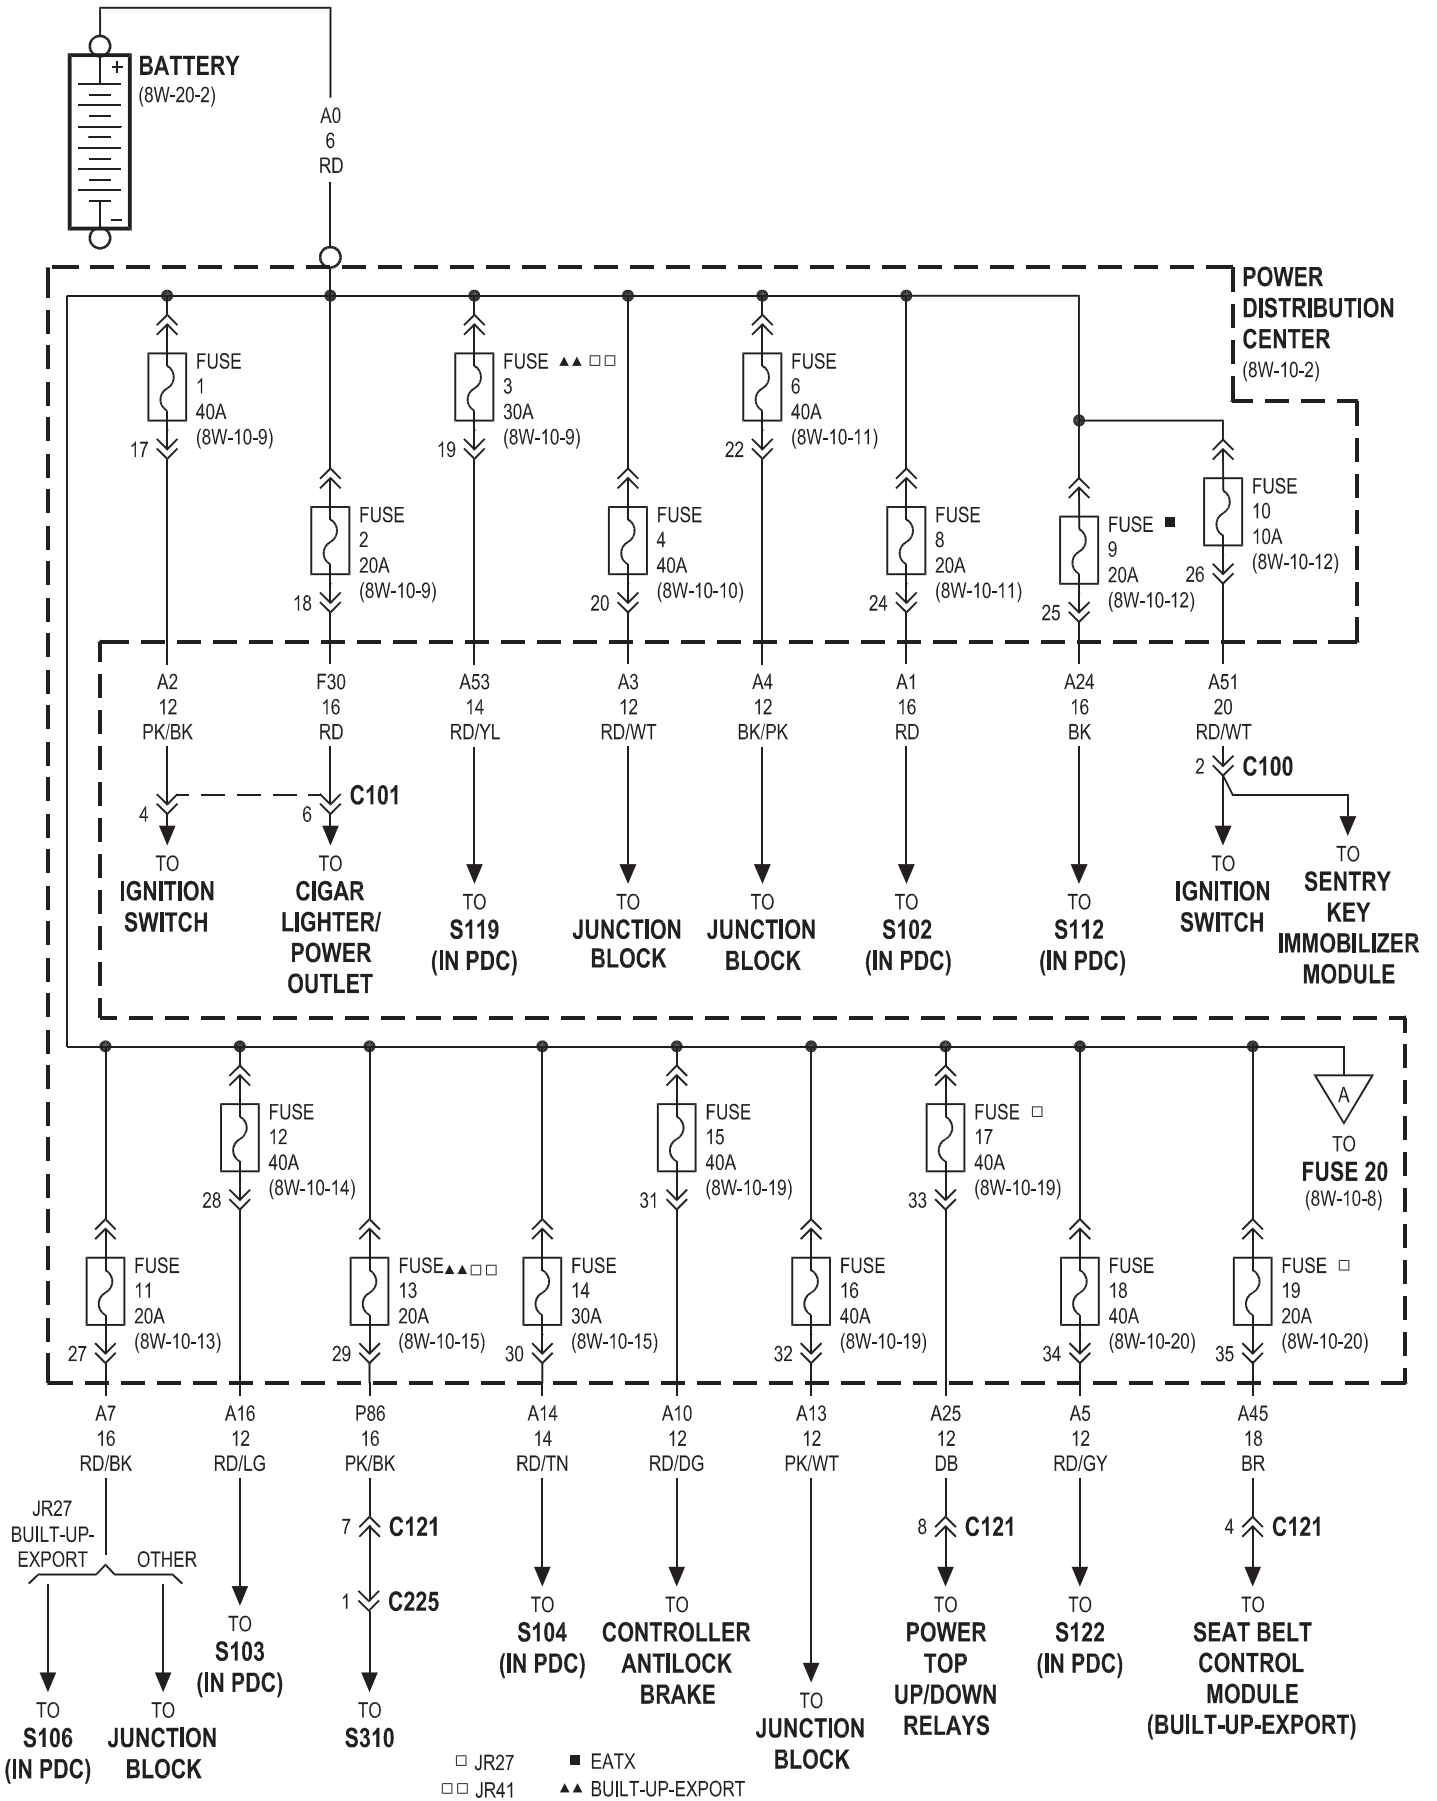 BATTERY
(8W-20-2)
+
−
A0
6
RD
POWER
DISTRIBUTION
CENTER
(8W-10-2)
FUSE
1
40A
(8W-10-9)
17
FUSE ▲▲ □ □
3
30A
(8W-10-9)
19
FUSE
6
40A
(8W-10-11)
22
FUSE
2
20A
(8W-10-9)
18
FUSE
4
40A
(8W-10-10)
20
FUSE
8
20A
(8W-10-11)
24
FUSE ■
9
20A
(8W-10-12)
25
FUSE
10
10A
(8W-10-12)
26
A2
12
PK/BK
F30
16
RD
A53
14
RD/YL
A3
12
RD/WT
A4
12
BK/PK
A1
16
RD
A24
16
BK
A51
20
RD/WT
2
C100
4
6
C101
TO
IGNITION
SWITCH
TO
CIGAR
LIGHTER/
POWER
OUTLET
TO
S119
(IN PDC)
TO
JUNCTION
BLOCK
TO
JUNCTION
BLOCK
TO
S102
(IN PDC)
TO
S112
(IN PDC)
TO
IGNITION
SWITCH
TO
SENTRY
KEY
IMMOBILIZER
MODULE
FUSE
12
40A
(8W-10-14)
28
FUSE
15
40A
(8W-10-19)
31
FUSE □
17
40A
(8W-10-19)
33
A
TO
FUSE 20
(8W-10-8)
FUSE
11
20A
(8W-10-13)
27
FUSE▲▲□ □
13
20A
(8W-10-15)
29
FUSE
14
30A
(8W-10-15)
30
FUSE
16
40A
(8W-10-19)
32
FUSE
18
40A
(8W-10-20)
34
FUSE □
19
20A
(8W-10-20)
35
A7
16
RD/BK
A16
12
RD/LG
P86
16
PK/BK
A14
14
RD/TN
A10
12
RD/DG
A13
12
PK/WT
A25
12
DB
A5
12
RD/GY
A45
18
BR
JR27
BUILT-UP-
EXPORT
OTHER
7
C121
1
C225
8
C121
4
C121
TO
S106
(IN PDC)
TO
JUNCTION
BLOCK
TO
S103
(IN PDC)
TO
S310
TO
S104
(IN PDC)
TO
CONTROLLER
ANTILOCK
BRAKE
TO
JUNCTION
BLOCK
TO
POWER
TOP
UP/DOWN
RELAYS
TO
S122
(IN PDC)
TO
SEAT BELT
CONTROL
MODULE
(BUILT-UP-EXPORT)
□ JR27
■ EATX
□□ JR41
▲▲ BUILT-UP-EXPORT